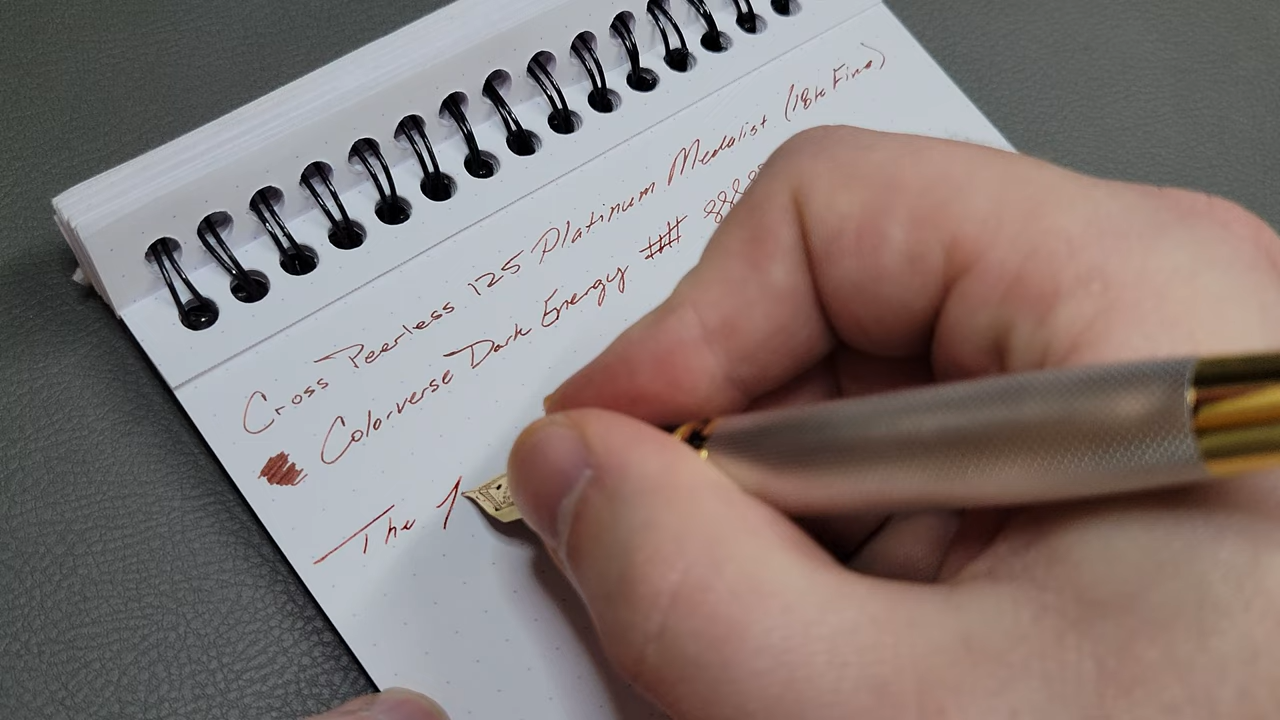 Cross Peerless 125 Platinum Medalist (18k Fine)
Colorverse Dark Energy ###
The